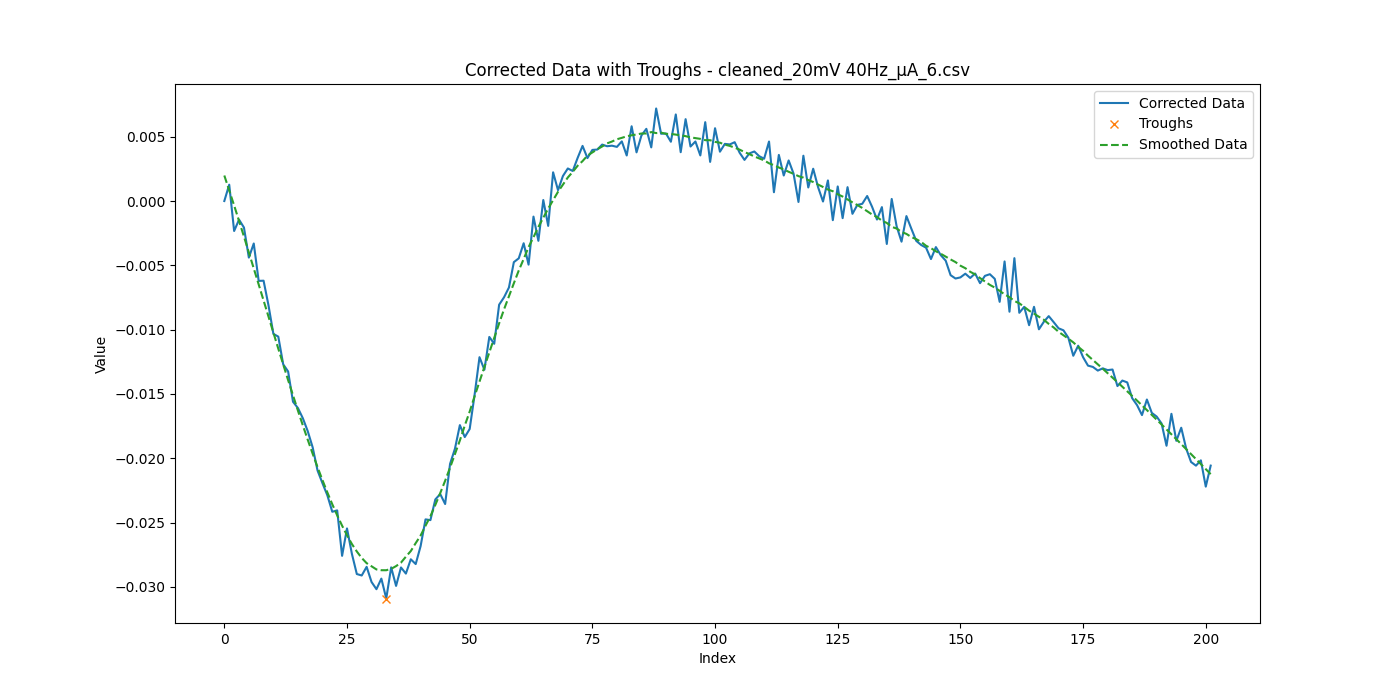 Corrected Data with Troughs - cleaned_20mV 40Hz_μA_6.csv
Corrected Data
Troughs
Smoothed Data
0.005
0.000
−0.005
−0.010
−0.015
−0.020
−0.025
−0.030
Value
0 25 50 75 100 125 150 175 200
Index